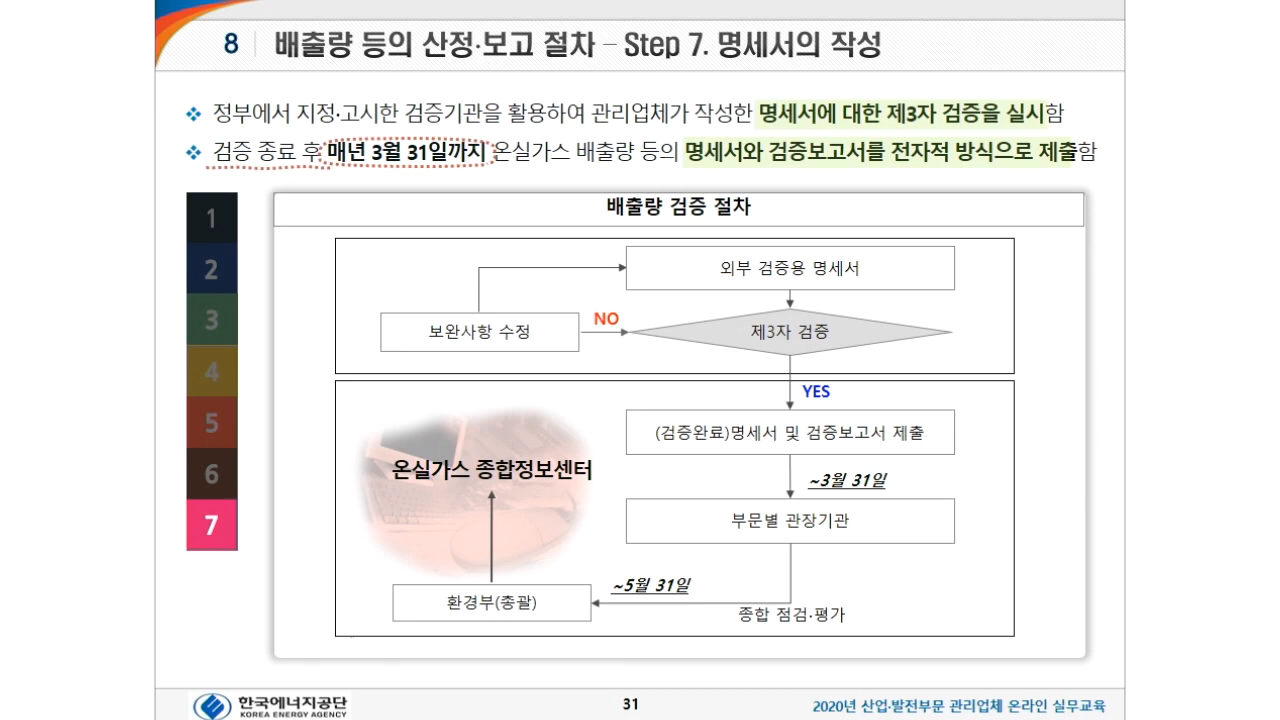 8 배출량 등의 산정·보고 절차 – Step 7. 명세서의 작성
정부에서 지정·고시한 검증기관을 활용하여 관리업체가 작성한 명세서에 대한 제3자 검증을 실시함
검증 종료 후 매년 3월 31일까지 온실가스 배출량 등의 명세서와 검증보고서를 전자적 방식으로 제출함
1
2
3
4
5
6
7
배출량 검증 절차
외부 검증용 명세서
보완사항 수정
NO
제3자 검증
YES
(검증완료)명세서 및 검증보고서 제출
온실가스 종합정보센터
~3월 31일
부문별 관장기관
~5월 31일
환경부(총괄)
종합 점검·평가
한국에너지공단
KOREA ENERGY AGENCY
31
2020년 산업·발전부문 관리업체 온라인 실무교육